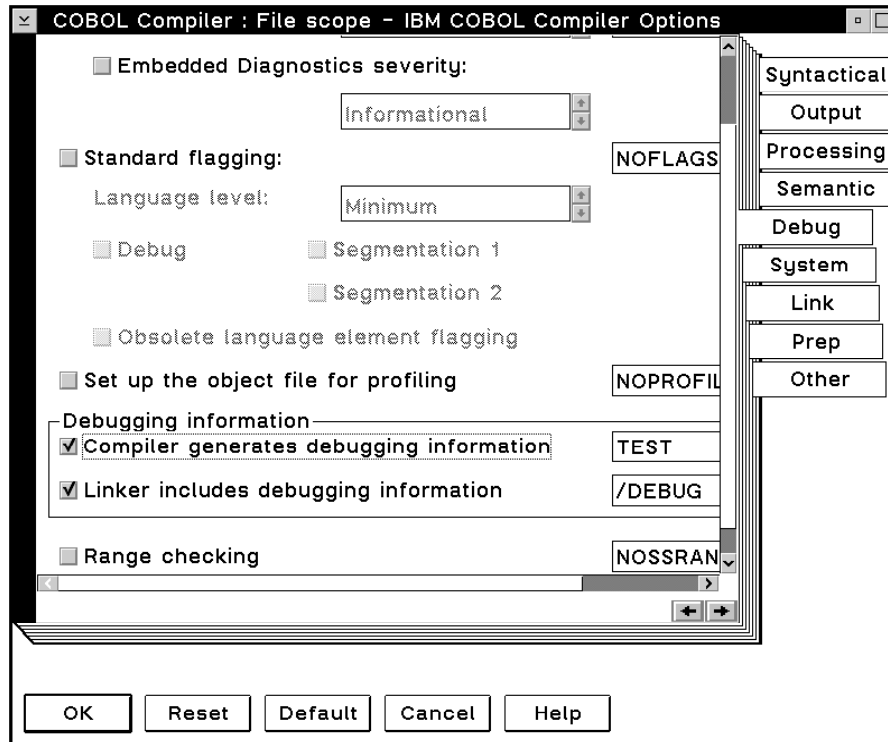 COBOL Compiler : File scope - IBM COBOL Compiler Options
Embedded Diagnostics severity:
Informational
Standard flagging: NOFLAGS
Language level: Minimum
Debug Segmentation 1
Segmentation 2
Obsolete language element flagging
Set up the object file for profiling NOPROFIL
Debugging information
Compiler generates debugging information TEST
Linker includes debugging information /DEBUG
Range checking NOSSRAN
Syntactical
Output
Processing
Semantic
Debug
System
Link
Prep
Other
OK Reset Default Cancel Help